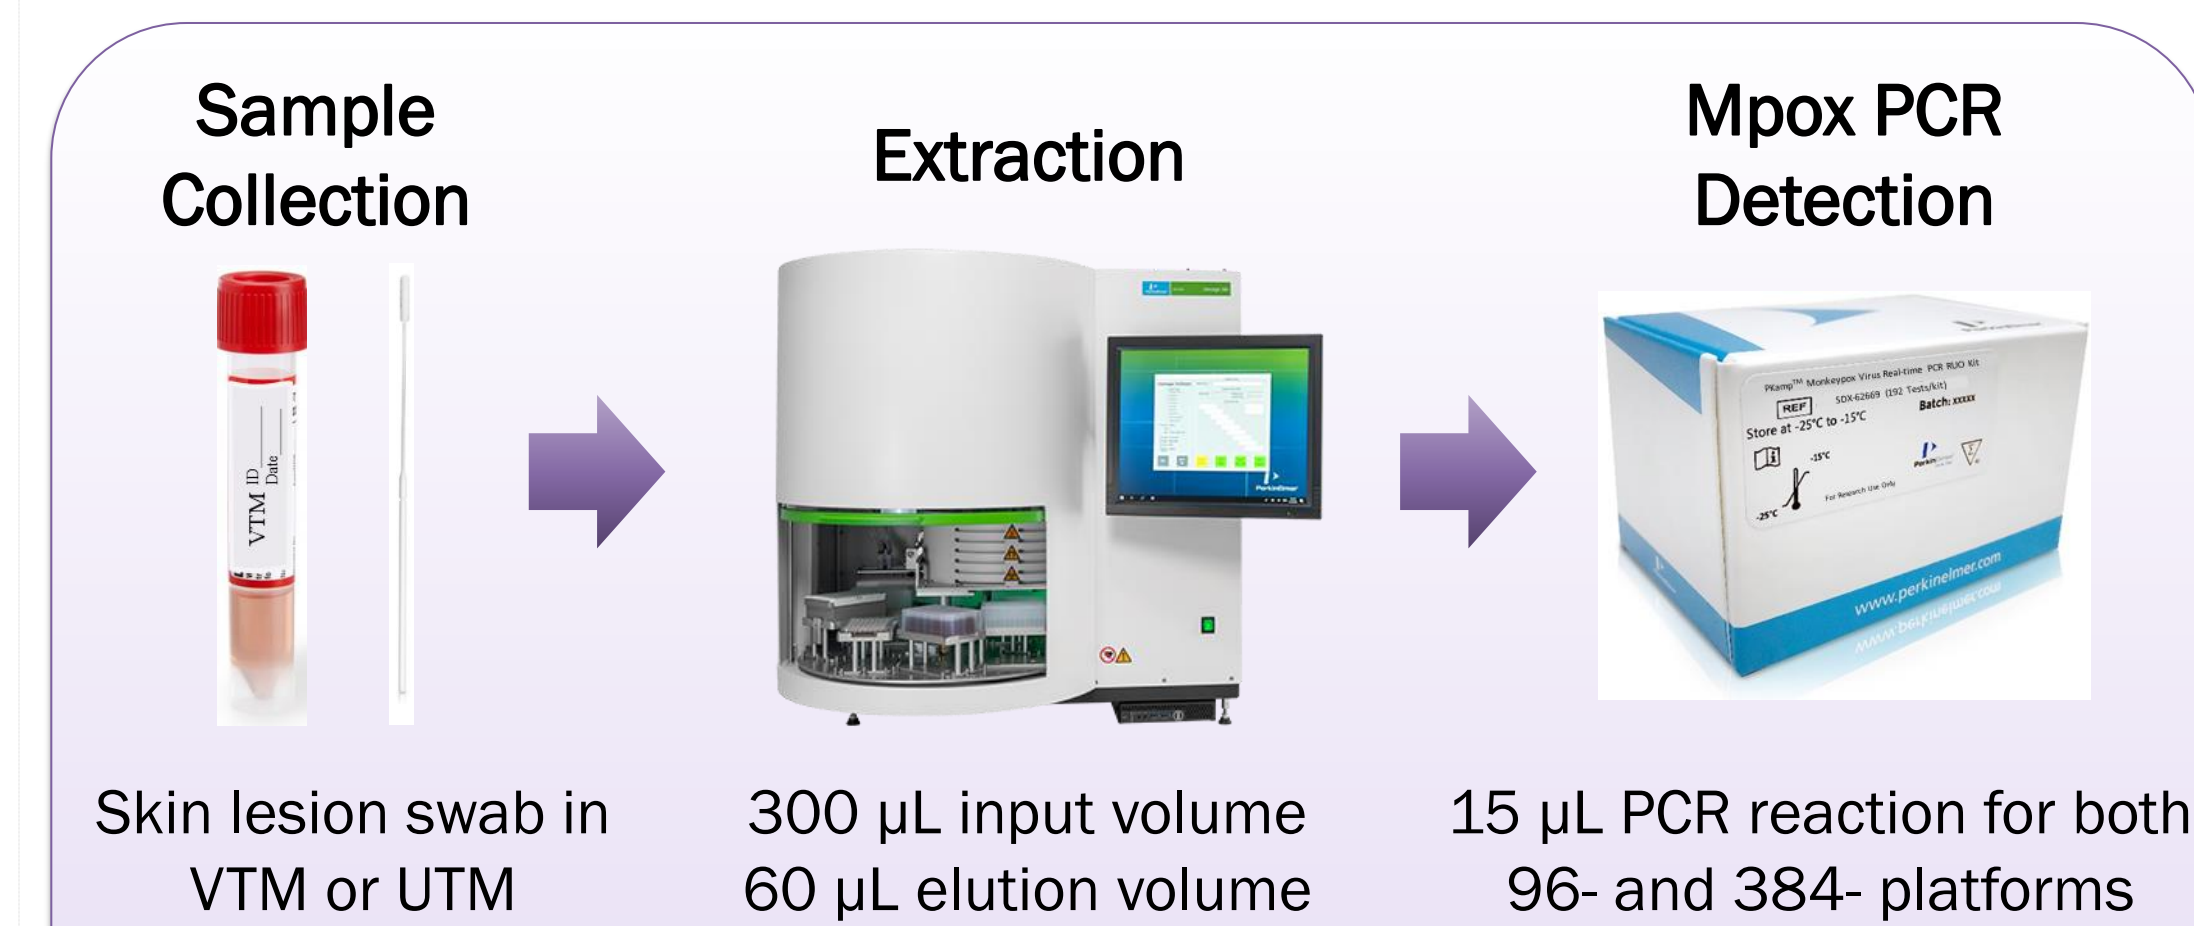 Sample
Collection
Extraction
Mpox PCR
Detection
VTM
ID
Date
PerkinElmer
PKamp™ Monkeypox Virus Real-time PCR RUO Kit
REF
SDX-62669 (192 Tests/kit)
Batch: xxxxx
Store at -25°C to -15°C
-15°C
-25°C
For Research Use Only
PerkinElmer
www.perkinelmer.com
Skin lesion swab in
VTM or UTM
300 µL input volume
60 µL elution volume
15 µL PCR reaction for both
96- and 384- platforms